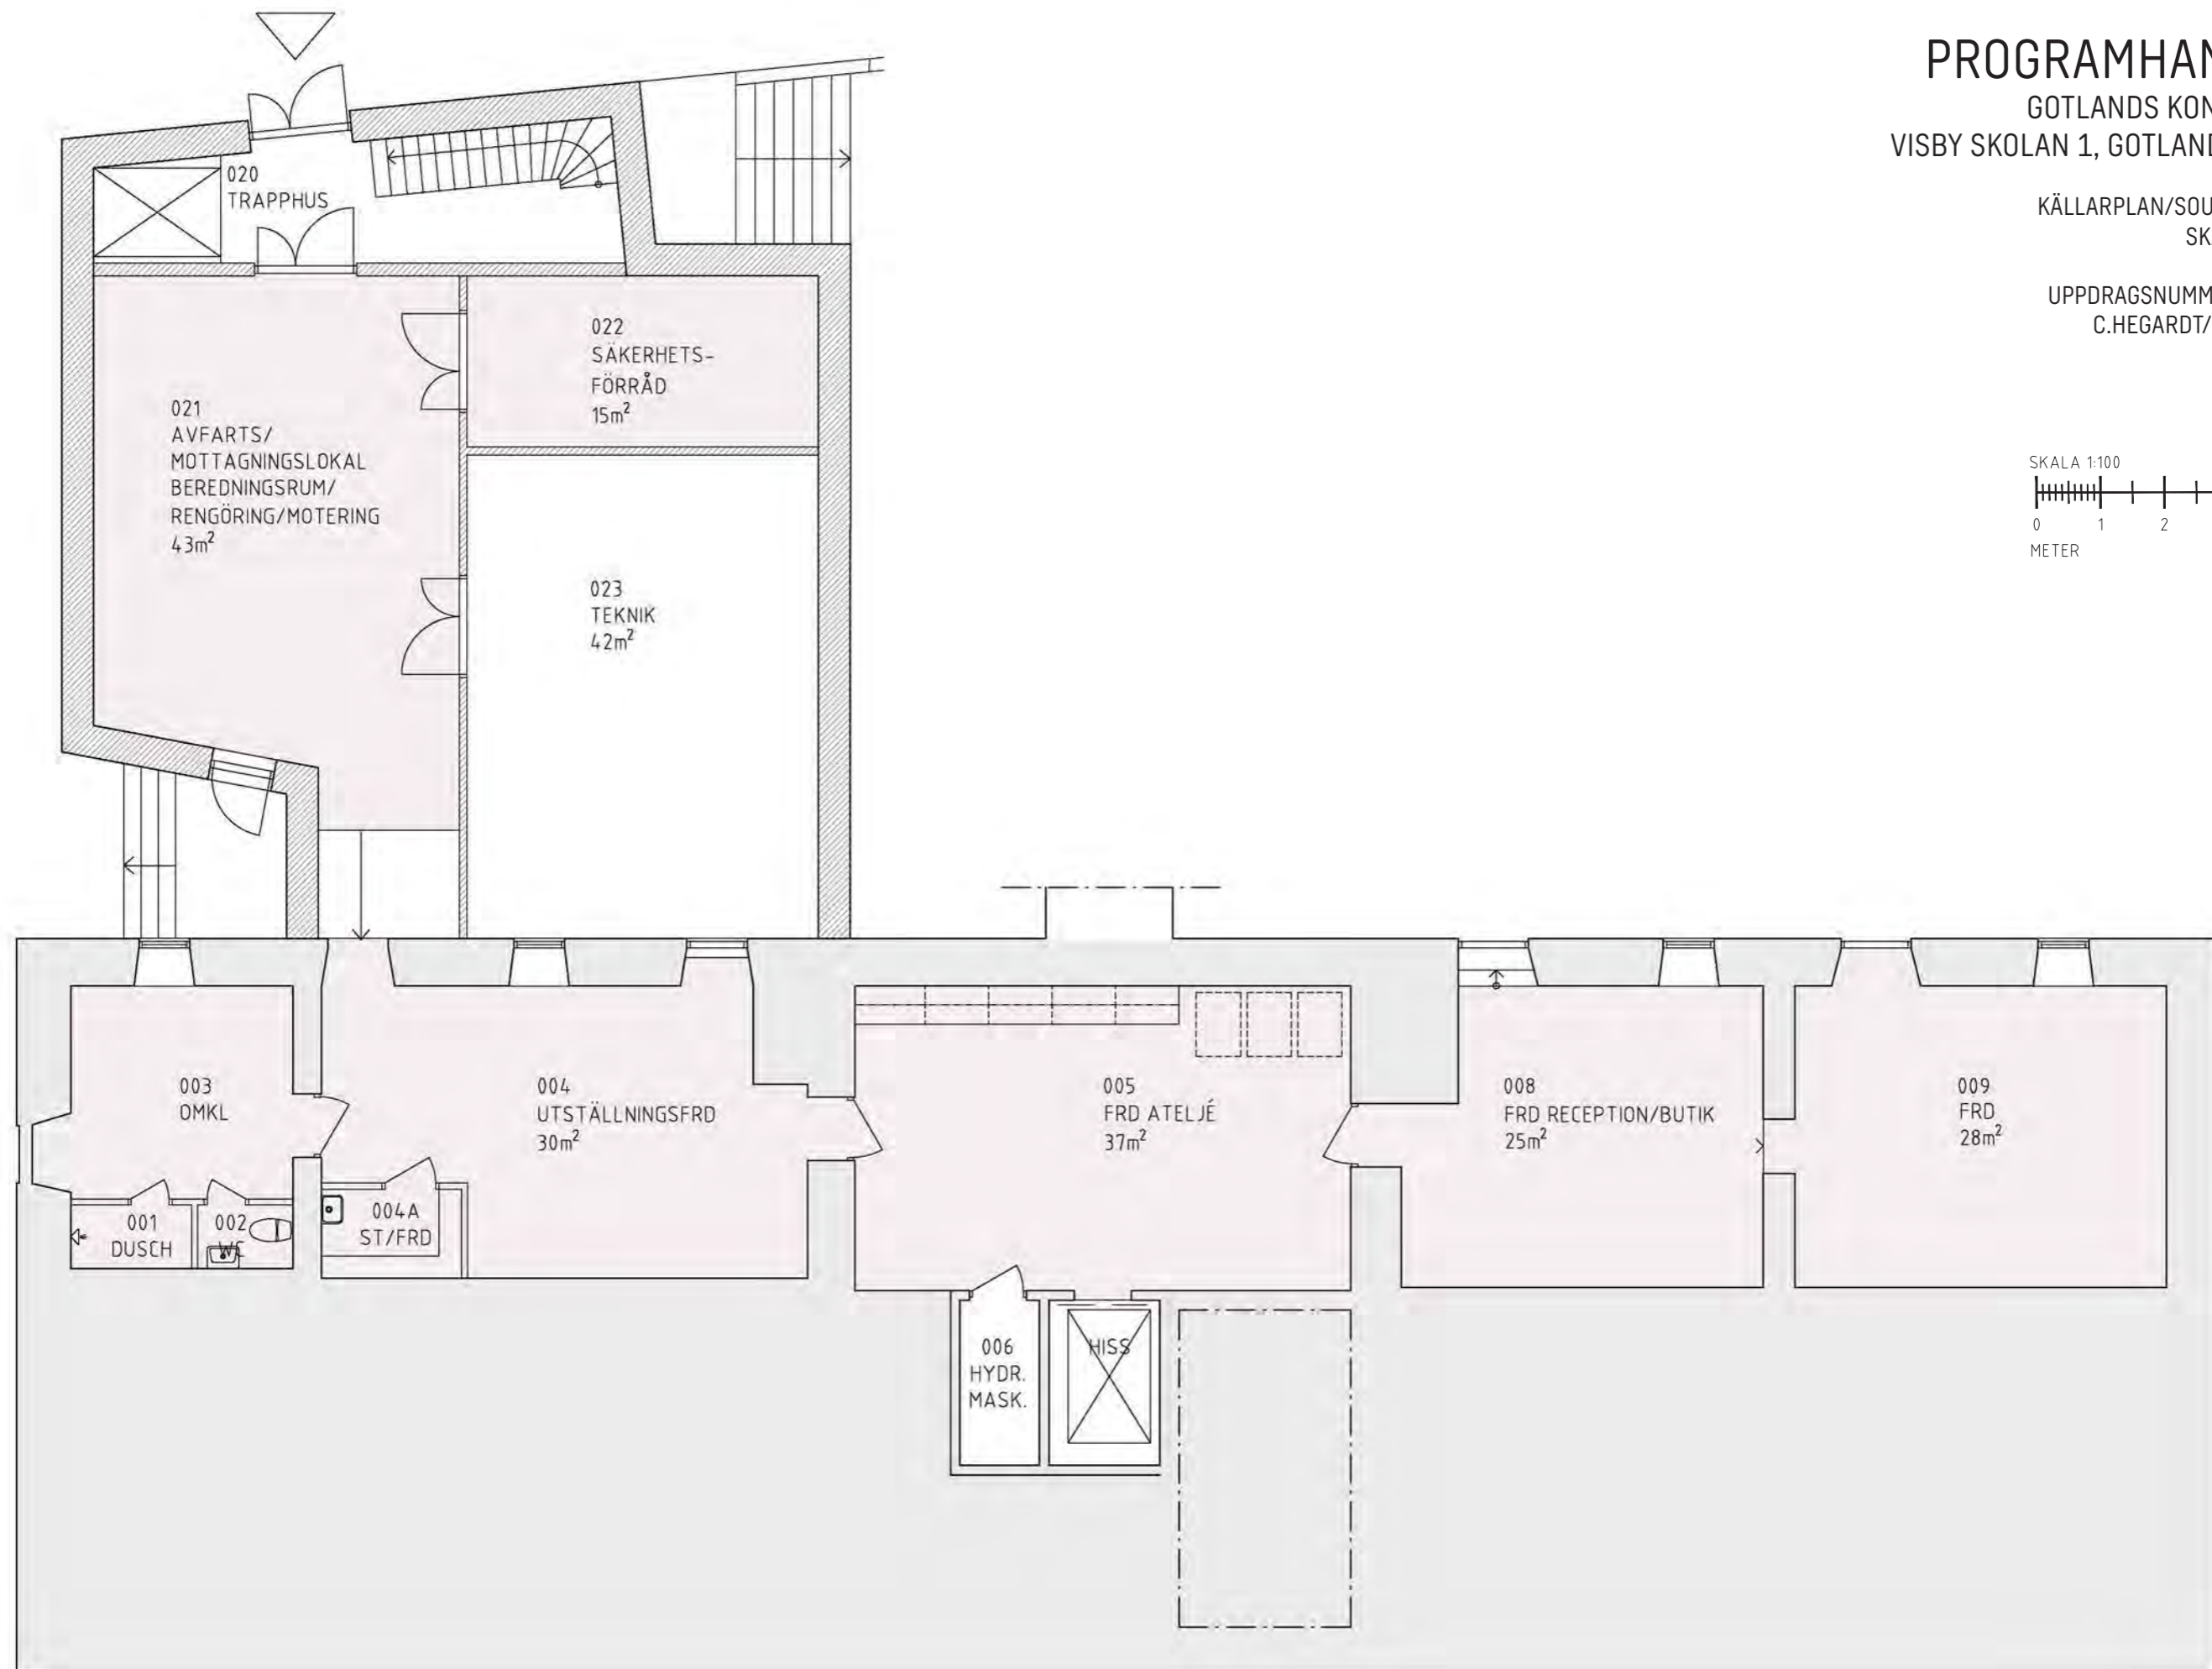 PROGRAMHAN
GOTLANDS KON
VISBY SKOLAN 1, GOTLAND
KÄLLARPLAN/SOU
SK
UPPDRAGSNUMM
C.HEGARDT/
SKALA 1:100
0 1 2
METER
020
TRAPPHUS
022
SÄKERHETS-
FÖRRÅD
15m²
021
AVFARTS/
MOTTAGNINGSLOKAL
BEREDNINGSRUM/
RENGÖRING/MOTERING
43m²
023
TEKNIK
42m²
003
OMKL
004
UTSTÄLLNINGSFRD
30m²
005
FRD ATELJÉ
37m²
008
FRD RECEPTION/BUTIK
25m²
009
FRD
28m²
001
DUSCH
002
WC
004A
ST/FRD
006
HYDR.
MASK.
HISS